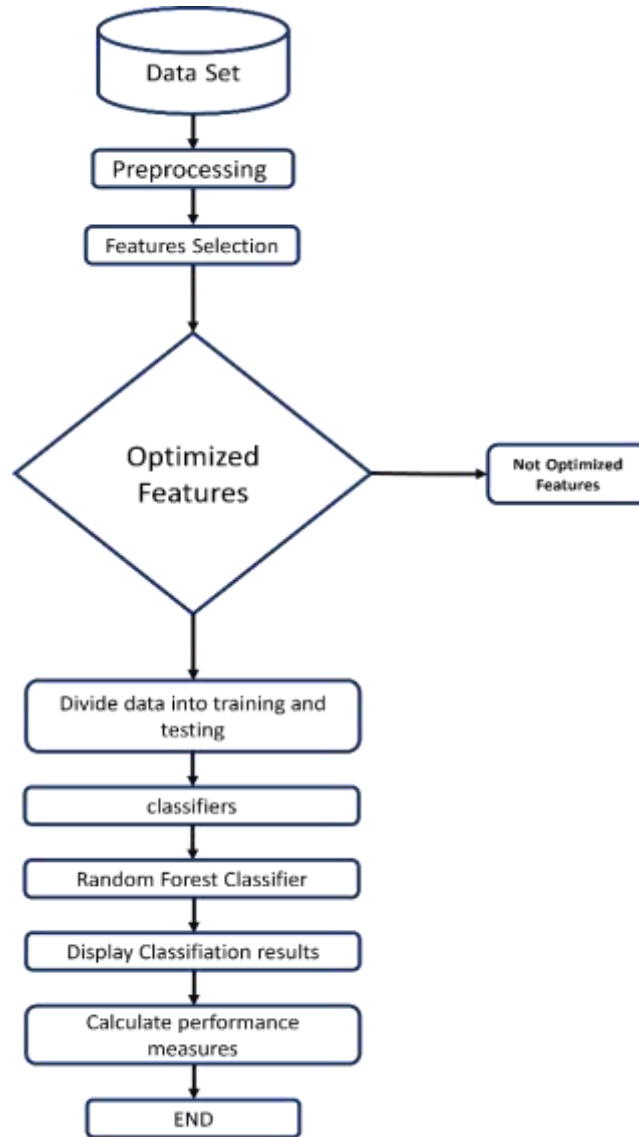 Data Set
Preprocessing
Features Selection
Optimized
Features
Not Optimized
Features
Divide data into training and
testing
classifiers
Random Forest Classifier
Display Classifiation results
Calculate performance
measures
END